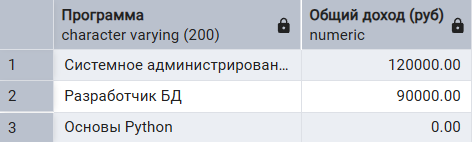 Программа
character varying (200)
Общий доход (руб)
numeric
1 Системное администрирован... 120000.00
2 Разработчик БД 90000.00
3 Основы Python 0.00